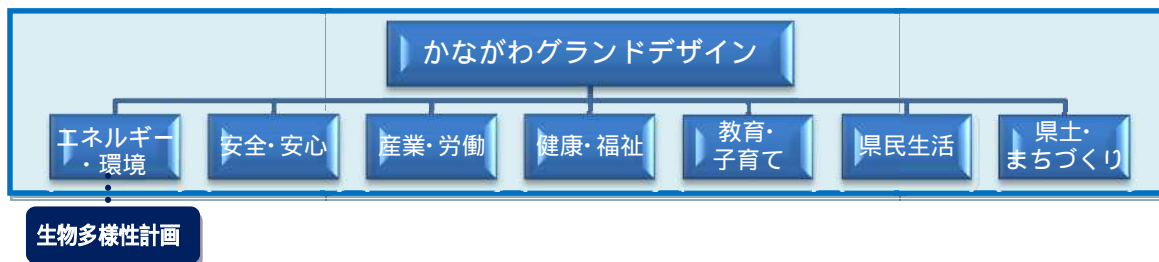 かながわグランドデザイン
エネルギー
・環境
安全・安心
産業・労働
健康・福祉
教育・
子育て
県民生活
県土・
まちづくり
生物多様性計画